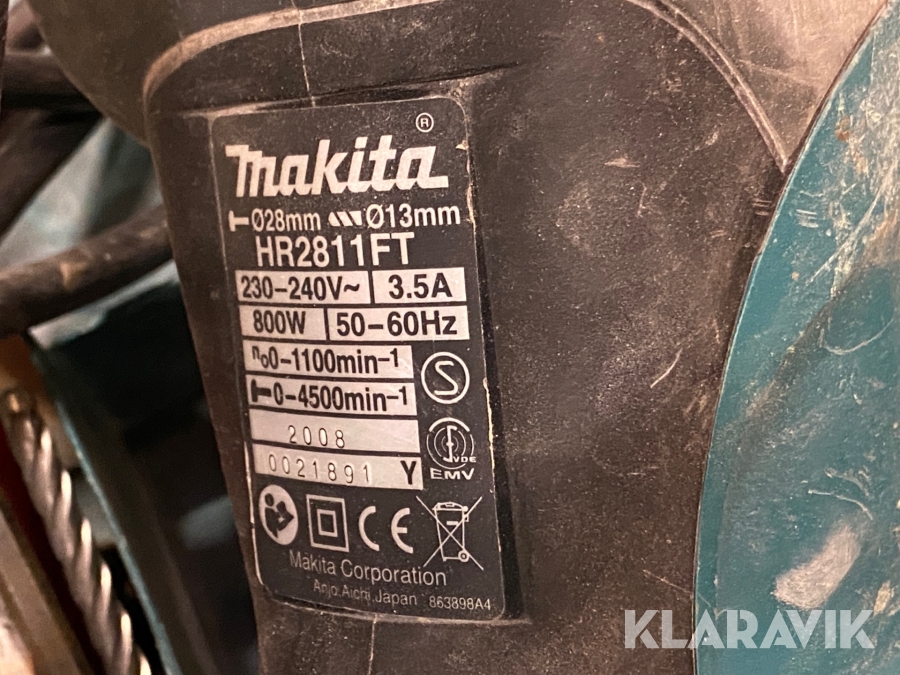 makita®
Ø28mm Ø13mm
HR2811FT
230-240V~ 3.5A
800W 50-60Hz
n₀0-1100min-1
0-4500min-1
S
2008
VDE
EMV
0021891 Y
CE
Makita Corporation
Anjo, Aichi, Japan 863898A4
KLARAVIK